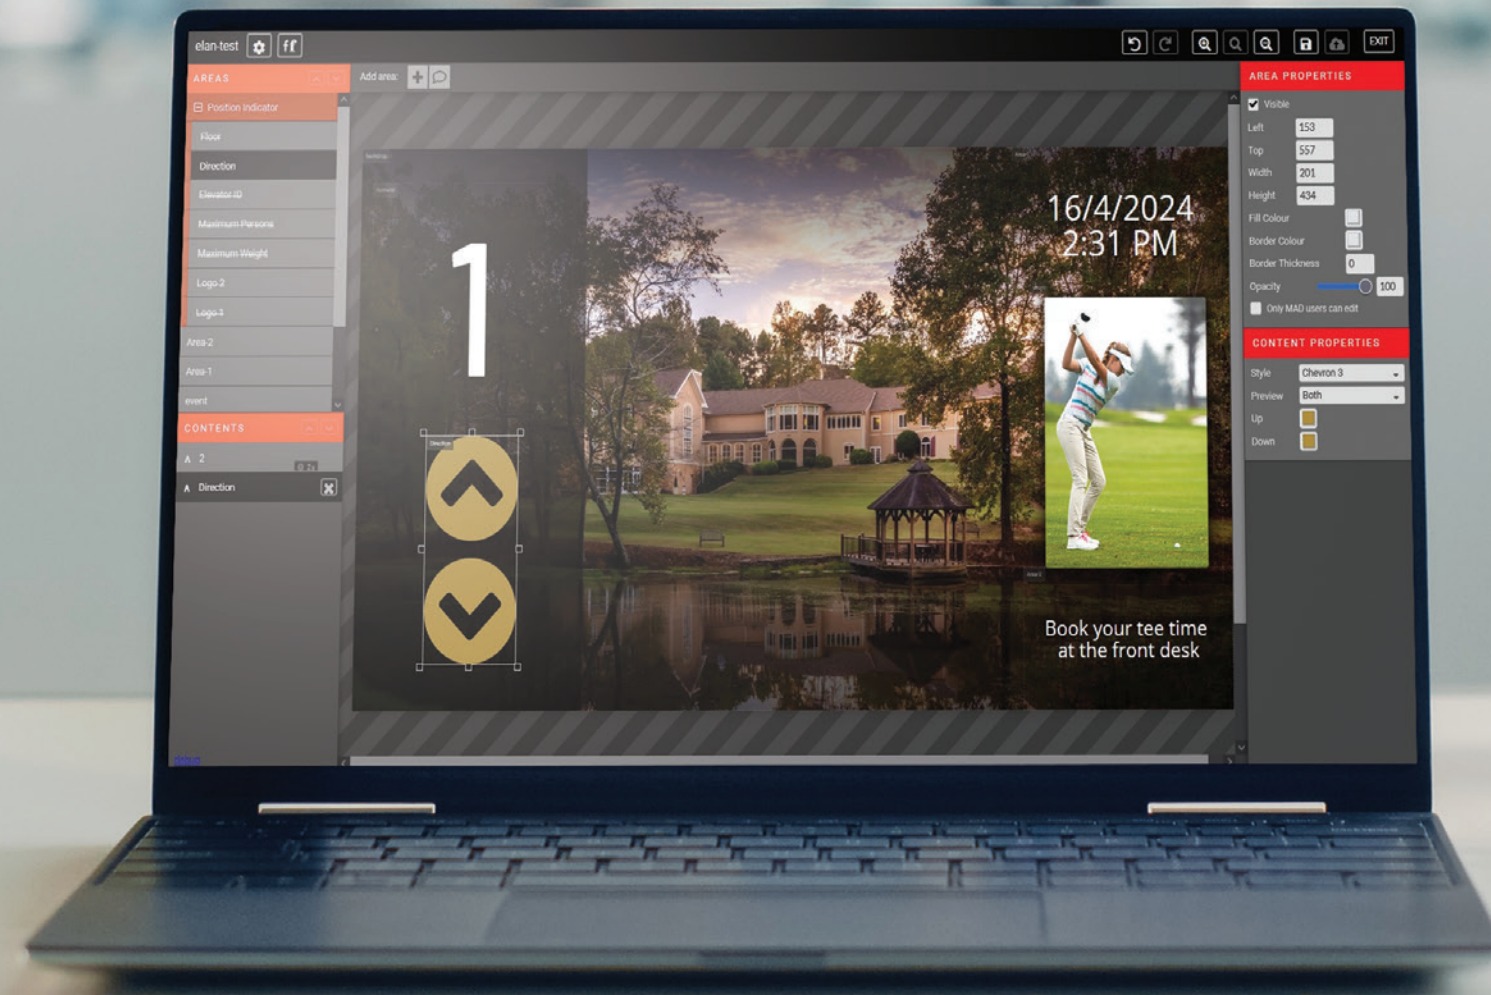 elan-test
EXIT
AREAS
Add area:
AREA PROPERTIES
Position Indicator
Floor
Direction
Elevator ID
Maximum Persons
Maximum Weight
Logo-2
Logo-1
Area-2
Area-1
event
CONTENTS
2
Direction
debug
1
Direction
16/4/2024
2:31 PM
Book your tee time
at the front desk
Visible
Left 153
Top 557
Width 201
Height 434
Fill Colour
Border Colour
Border Thickness 0
Opacity 100
Only MAD users can edit
CONTENT PROPERTIES
Style Chevron 3
Preview Both
Up
Down